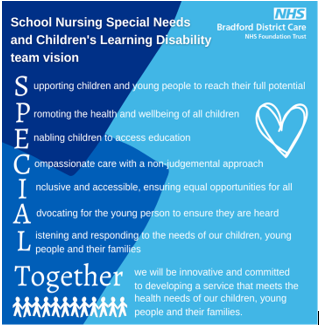 School Nursing Special Needs
and Children's Learning Disability
team vision
NHS
Bradford District Care
NHS Foundation Trust
Supporting children and young people to reach their full potential
Promoting the health and wellbeing of all children
Enabling children to access education
Compassionate care with a non-judgemental approach
Inclusive and accessible, ensuring equal opportunities for all
Advocating for the young person to ensure they are heard
Listening and responding to the needs of our children, young
people and their families
Together
we will be innovative and committed
to developing a service that meets the
health needs of our children, young
people and their families.